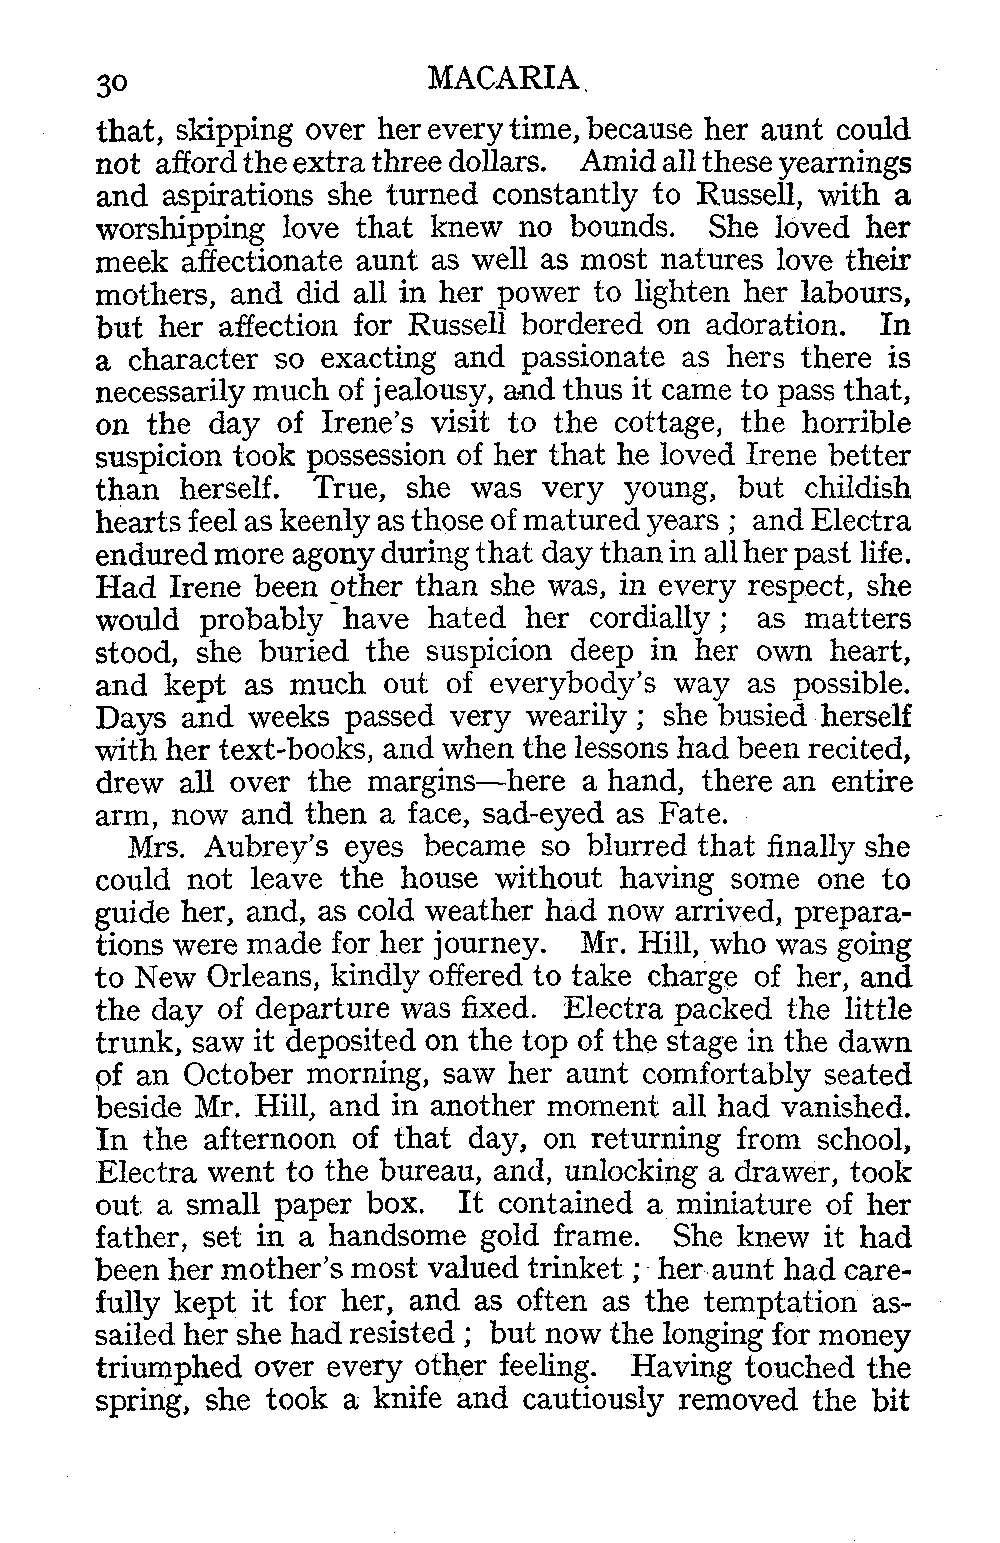 30 MACARIA
that, skipping over her every time, because her aunt could
not afford the extra three dollars. Amid all these yearnings
and aspirations she turned constantly to Russell, with a
worshipping love that knew no bounds. She loved her
meek affectionate aunt as well as most natures love their
mothers, and did all in her power to lighten her labours,
but her affection for Russell bordered on adoration. In
a character so exacting and passionate as hers there is
necessarily much of jealousy, and thus it came to pass that,
on the day of Irene's visit to the cottage, the horrible
suspicion took possession of her that he loved Irene better
than herself. True, she was very young, but childish
hearts feel as keenly as those of matured years ; and Electra
endured more agony during that day than in all her past life.
Had Irene been other than she was, in every respect, she
would probably have hated her cordially ; as matters
stood, she buried the suspicion deep in her own heart,
and kept as much out of everybody's way as possible.
Days and weeks passed very wearily ; she busied herself
with her text-books, and when the lessons had been recited,
drew all over the margins—here a hand, there an entire
arm, now and then a face, sad-eyed as Fate.
Mrs. Aubrey's eyes became so blurred that finally she
could not leave the house without having some one to
guide her, and, as cold weather had now arrived, prepara-
tions were made for her journey. Mr. Hill, who was going
to New Orleans, kindly offered to take charge of her, and
the day of departure was fixed. Electra packed the little
trunk, saw it deposited on the top of the stage in the dawn
of an October morning, saw her aunt comfortably seated
beside Mr. Hill, and in another moment all had vanished.
In the afternoon of that day, on returning from school,
Electra went to the bureau, and, unlocking a drawer, took
out a small paper box. It contained a miniature of her
father, set in a handsome gold frame. She knew it had
been her mother's most valued trinket ; her aunt had care-
fully kept it for her, and as often as the temptation as-
sailed her she had resisted ; but now the longing for money
triumphed over every other feeling. Having touched the
spring, she took a knife and cautiously removed the bit